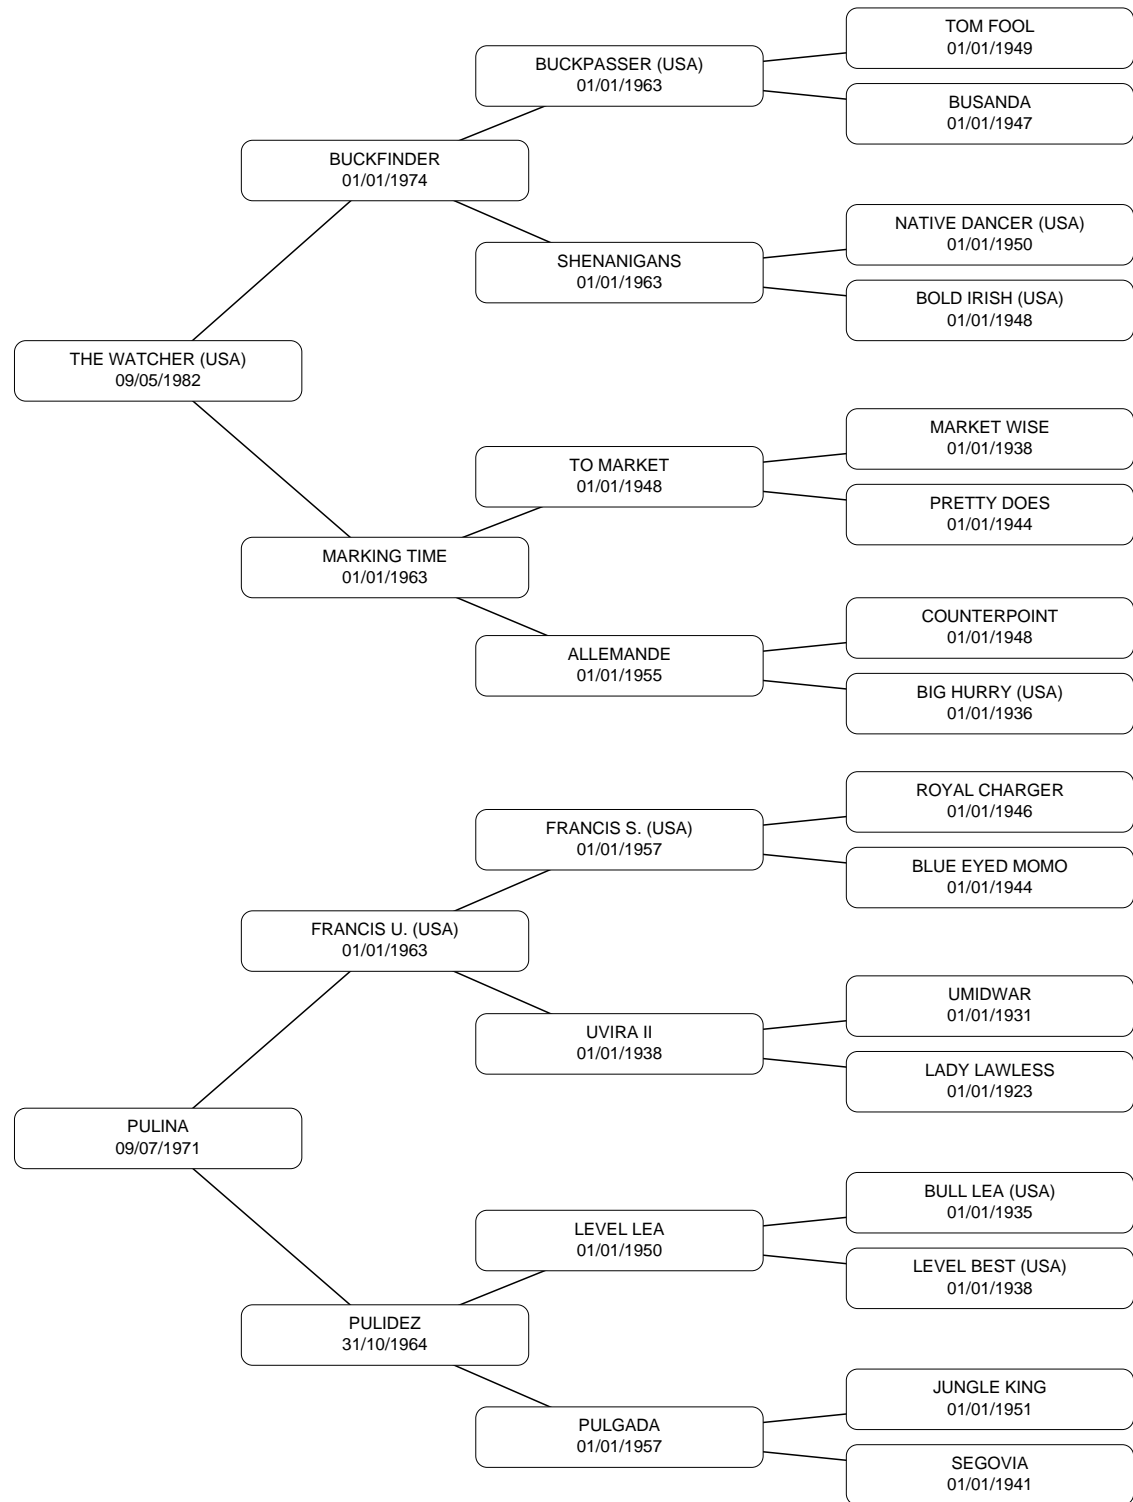 TOM FOOL
01/01/1949
BUCKPASSER (USA)
01/01/1963
BUSANDA
01/01/1947
BUCKFINDER
01/01/1974
NATIVE DANCER (USA)
01/01/1950
SHENANIGANS
01/01/1963
BOLD IRISH (USA)
01/01/1948
THE WATCHER (USA)
09/05/1982
MARKET WISE
01/01/1938
TO MARKET
01/01/1948
PRETTY DOES
01/01/1944
MARKING TIME
01/01/1963
COUNTERPOINT
01/01/1948
ALLEMANDE
01/01/1955
BIG HURRY (USA)
01/01/1936
ROYAL CHARGER
01/01/1946
FRANCIS S. (USA)
01/01/1957
BLUE EYED MOMO
01/01/1944
FRANCIS U. (USA)
01/01/1963
UMIDWAR
01/01/1931
UVIRA II
01/01/1938
LADY LAWLESS
01/01/1923
PULINA
09/07/1971
BULL LEA (USA)
01/01/1935
LEVEL LEA
01/01/1950
LEVEL BEST (USA)
01/01/1938
PULIDEZ
31/10/1964
JUNGLE KING
01/01/1951
PULGADA
01/01/1957
SEGOVIA
01/01/1941